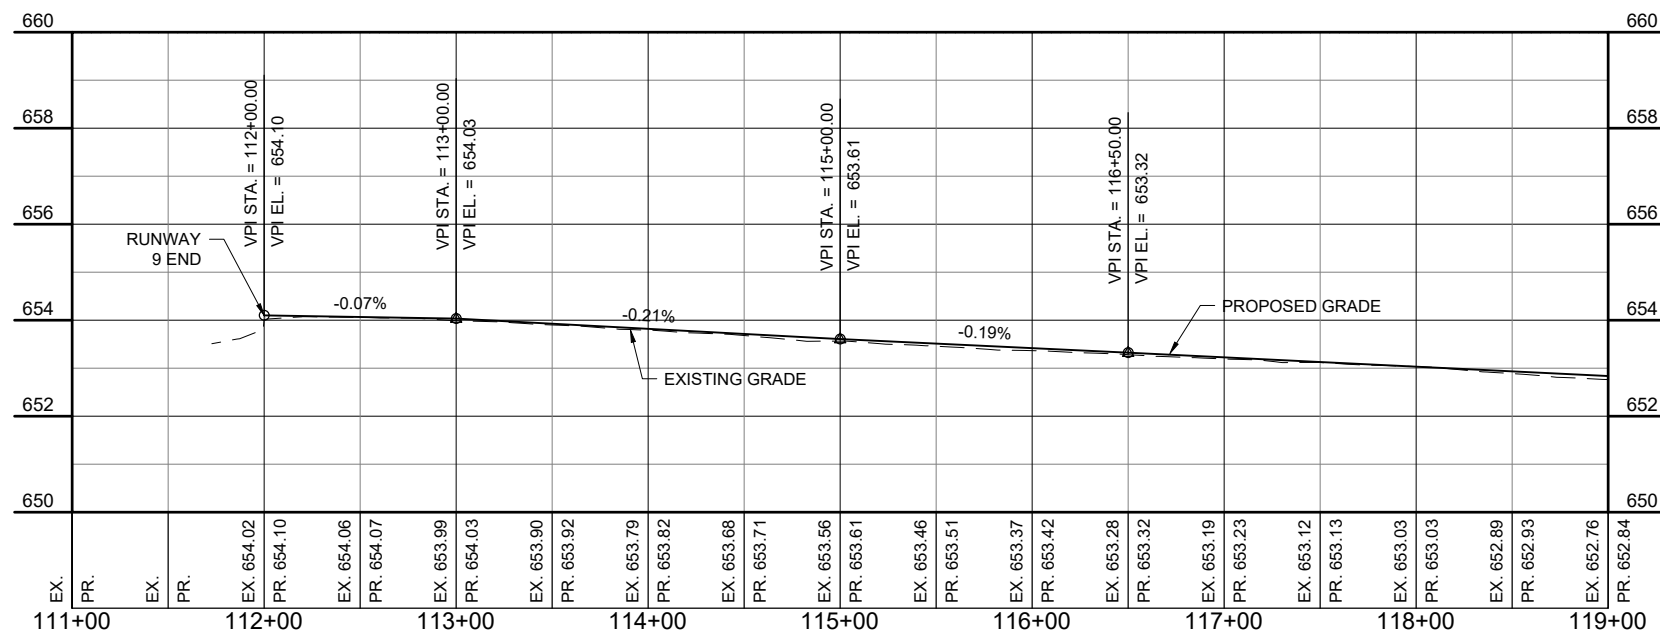 660
660
658
658
656
656
654
654
652
652
650
650
VPI STA. = 112+00.00
VPI EL. = 654.10
VPI STA. = 113+00.00
VPI EL. = 654.03
VPI STA. = 115+00.00
VPI EL. = 653.61
VPI STA. = 116+50.00
VPI EL. = 653.32
RUNWAY
9 END
-0.07%
-0.21%
-0.19%
PROPOSED GRADE
EXISTING GRADE
EX.
PR.
EX.
PR.
EX. 654.02
PR. 654.10
EX. 654.06
PR. 654.07
EX. 653.99
PR. 654.03
EX. 653.90
PR. 653.92
EX. 653.79
PR. 653.82
EX. 653.68
PR. 653.71
EX. 653.56
PR. 653.61
EX. 653.46
PR. 653.51
EX. 653.37
PR. 653.42
EX. 653.28
PR. 653.32
EX. 653.19
PR. 653.23
EX. 653.12
PR. 653.13
EX. 653.03
PR. 653.03
EX. 652.89
PR. 652.93
EX. 652.76
PR. 652.84
111+00
112+00
113+00
114+00
115+00
116+00
117+00
118+00
119+00